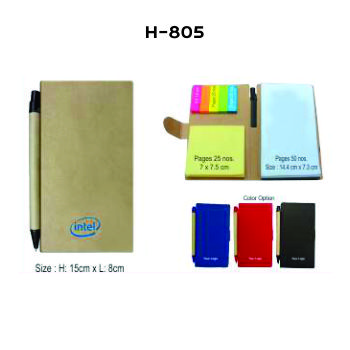 H-805
Pages 25 nos.
7 x 7.5 cm
Pages 50 nos.
Size : 14.4 cm x 7.3 cm
intel
Color Option
Size : H: 15cm x L: 8cm